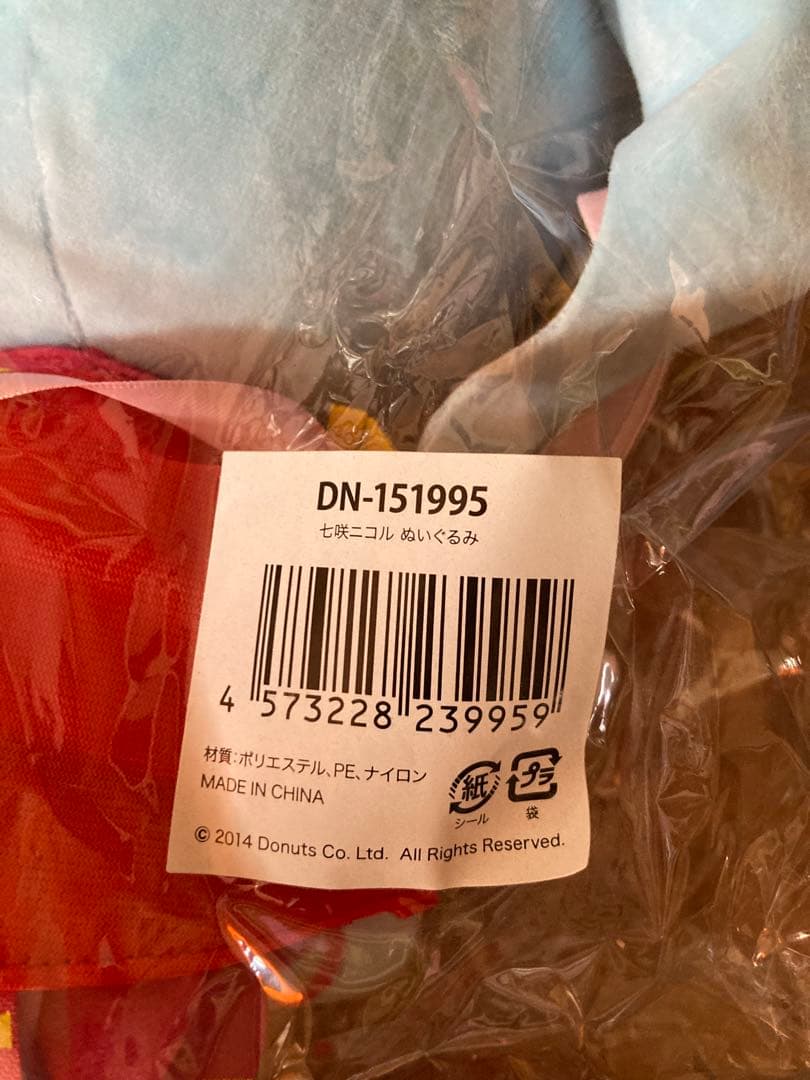 DN-151995
七咲ニコル ぬいぐるみ
4 573228 239959
材質:ポリエステル、PE、ナイロン
MADE IN CHINA
紙
シール
プラ
袋
© 2014 Donuts Co. Ltd. All Rights Reserved.